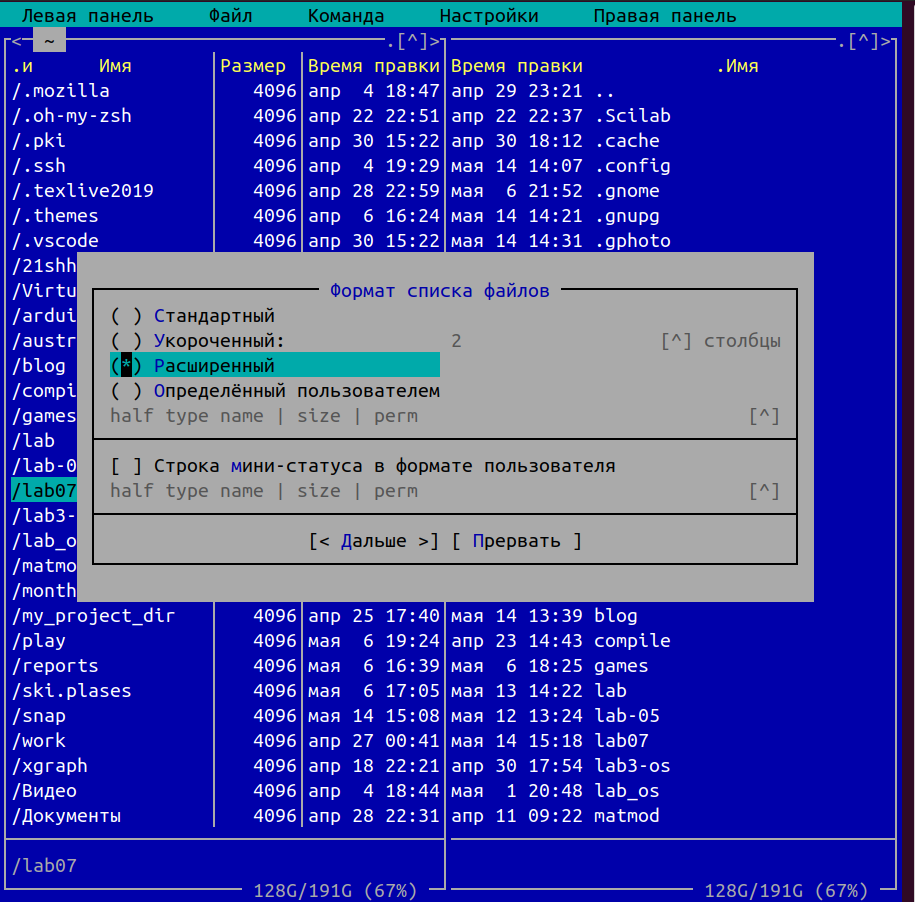 Левая панель Файл Команда Настройки Правая панель
< ~ .[^]> .[^]>
.и Имя Размер Время правки Время правки .Имя
/.mozilla 4096 апр 4 18:47 апр 29 23:21 ..
/.oh-my-zsh 4096 апр 22 22:51 апр 22 22:37 .Scilab
/.pki 4096 апр 30 15:22 апр 30 18:12 .cache
/.ssh 4096 апр 4 19:29 мая 14 14:07 .config
/.texlive2019 4096 апр 28 22:59 мая 6 21:52 .gnome
/.themes 4096 апр 6 16:24 мая 14 14:21 .gnupg
/.vscode 4096 апр 30 15:22 мая 14 14:31 .gphoto
/21shh
/Virtu Формат списка файлов
/ardui ( ) Стандартный
/austr ( ) Укороченный: 2 [^] столбцы
/blog (*) Расширенный
/compi ( ) Определённый пользователем
/games half type name | size | perm [^]
/lab
/lab-0 [ ] Строка мини-статуса в формате пользователя
/lab07 half type name | size | perm [^]
/lab3-
/lab_o [< Дальше >] [ Прервать ]
/matmo
/month
/my_project_dir 4096 апр 25 17:40 мая 14 13:39 blog
/play 4096 мая 6 19:24 апр 23 14:43 compile
/reports 4096 мая 6 16:39 мая 6 18:25 games
/ski.plases 4096 мая 6 17:05 мая 13 14:22 lab
/snap 4096 мая 14 15:08 мая 12 13:24 lab-05
/work 4096 апр 27 00:41 мая 14 15:18 lab07
/xgraph 4096 апр 18 22:21 апр 30 17:54 lab3-os
/Видео 4096 апр 4 18:44 мая 1 20:48 lab_os
/Документы 4096 апр 28 22:31 апр 11 09:22 matmod
/lab07
128G/191G (67%) 128G/191G (67%)